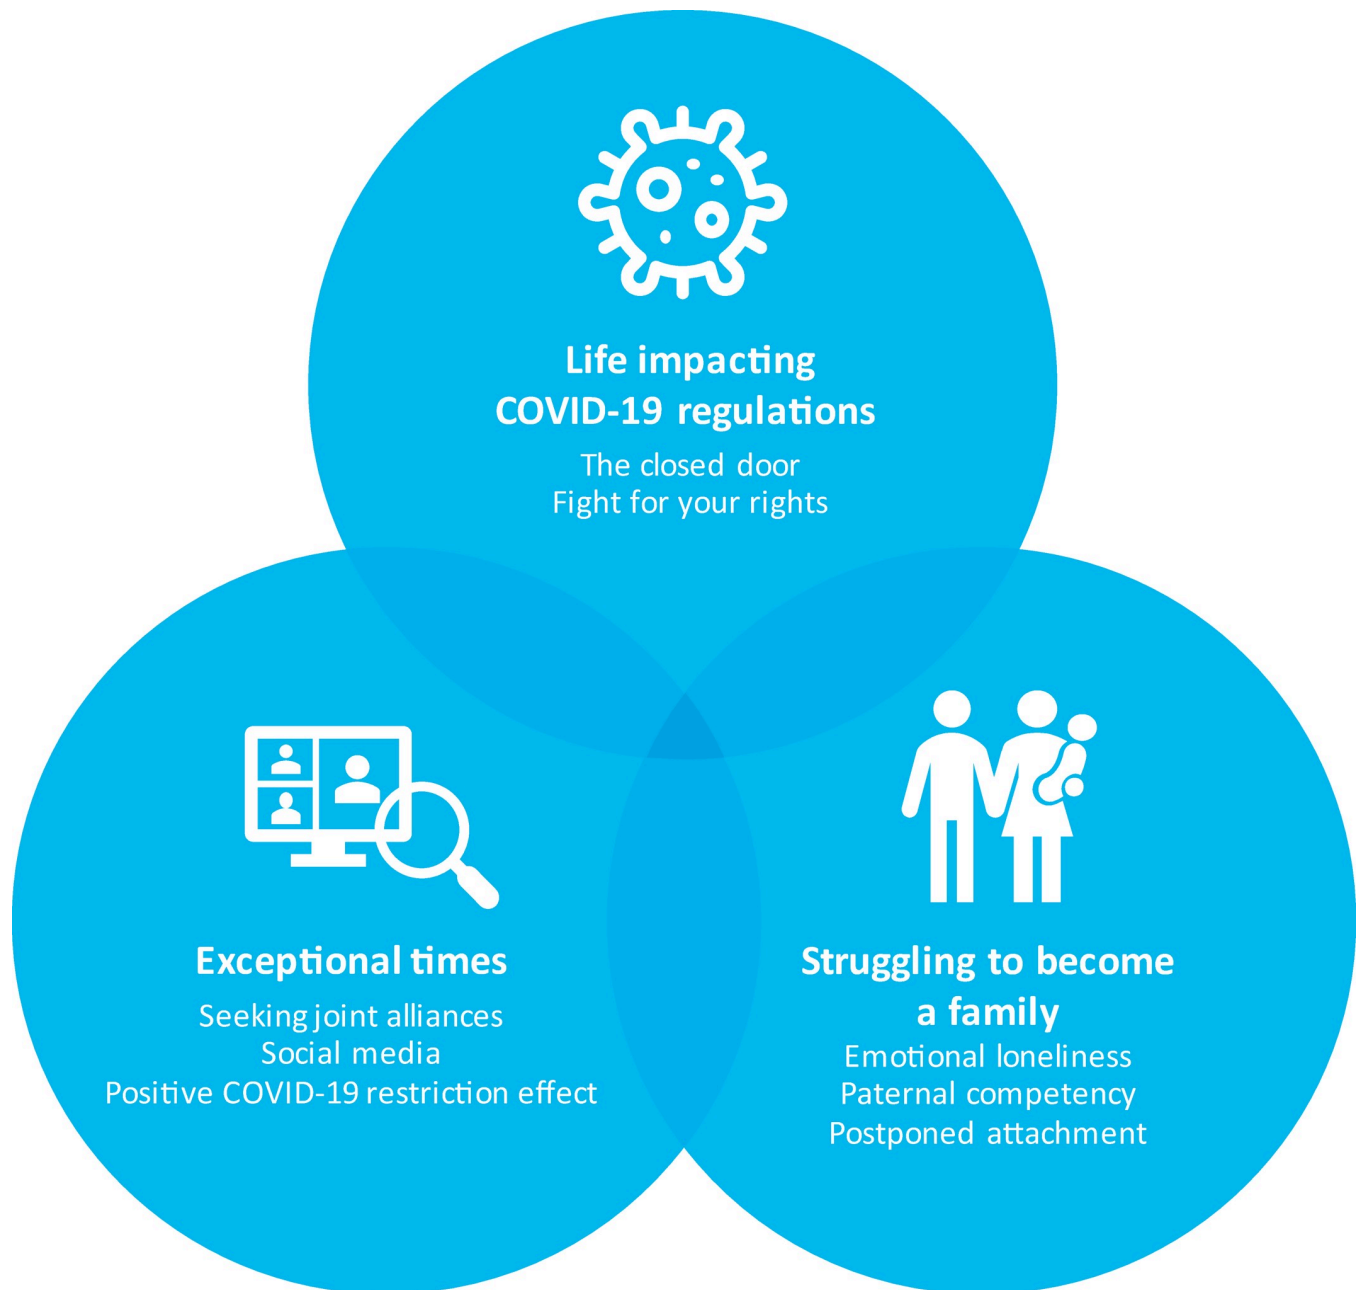 Life impacting
COVID-19 regulations
The closed door
Fight for your rights
Exceptional times
Seeking joint alliances
Social media
Positive COVID-19 restriction effect
Struggling to become
a family
Emotional loneliness
Paternal competency
Postponed attachment